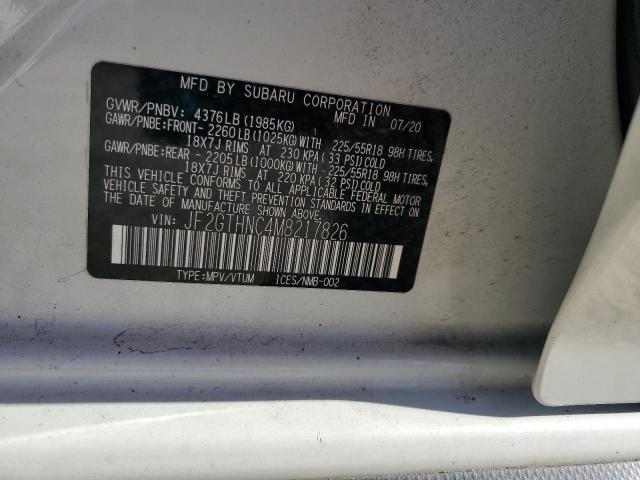 MFD BY SUBARU CORPORATION
MFD IN 07/20
GVWR/PNBV: 4376LB(1985KG)
GAWR/PNBE:FRONT- 2260LB(1025KG)WITH 225/55R18 98H TIRES,
18X7J RIMS AT 230 KPA(33 PSI)COLD
GAWR/PNBE:REAR - 2205LB(1000KG)WITH 225/55R18 98H TIRES,
18X7J RIMS AT 220 KPA(32 PSI)COLD
THIS VEHICLE CONFORMS TO ALL APPLICABLE FEDERAL MOTOR
VEHICLE SAFETY AND THEFT PREVENTION STANDARDS IN EFFECT ON
THE DATE OF MANUFACTURE SHOWN ABOVE.
VIN: JF2GTHNC4M8217826
TYPE:MPV/VTUM ICES/NMB-002